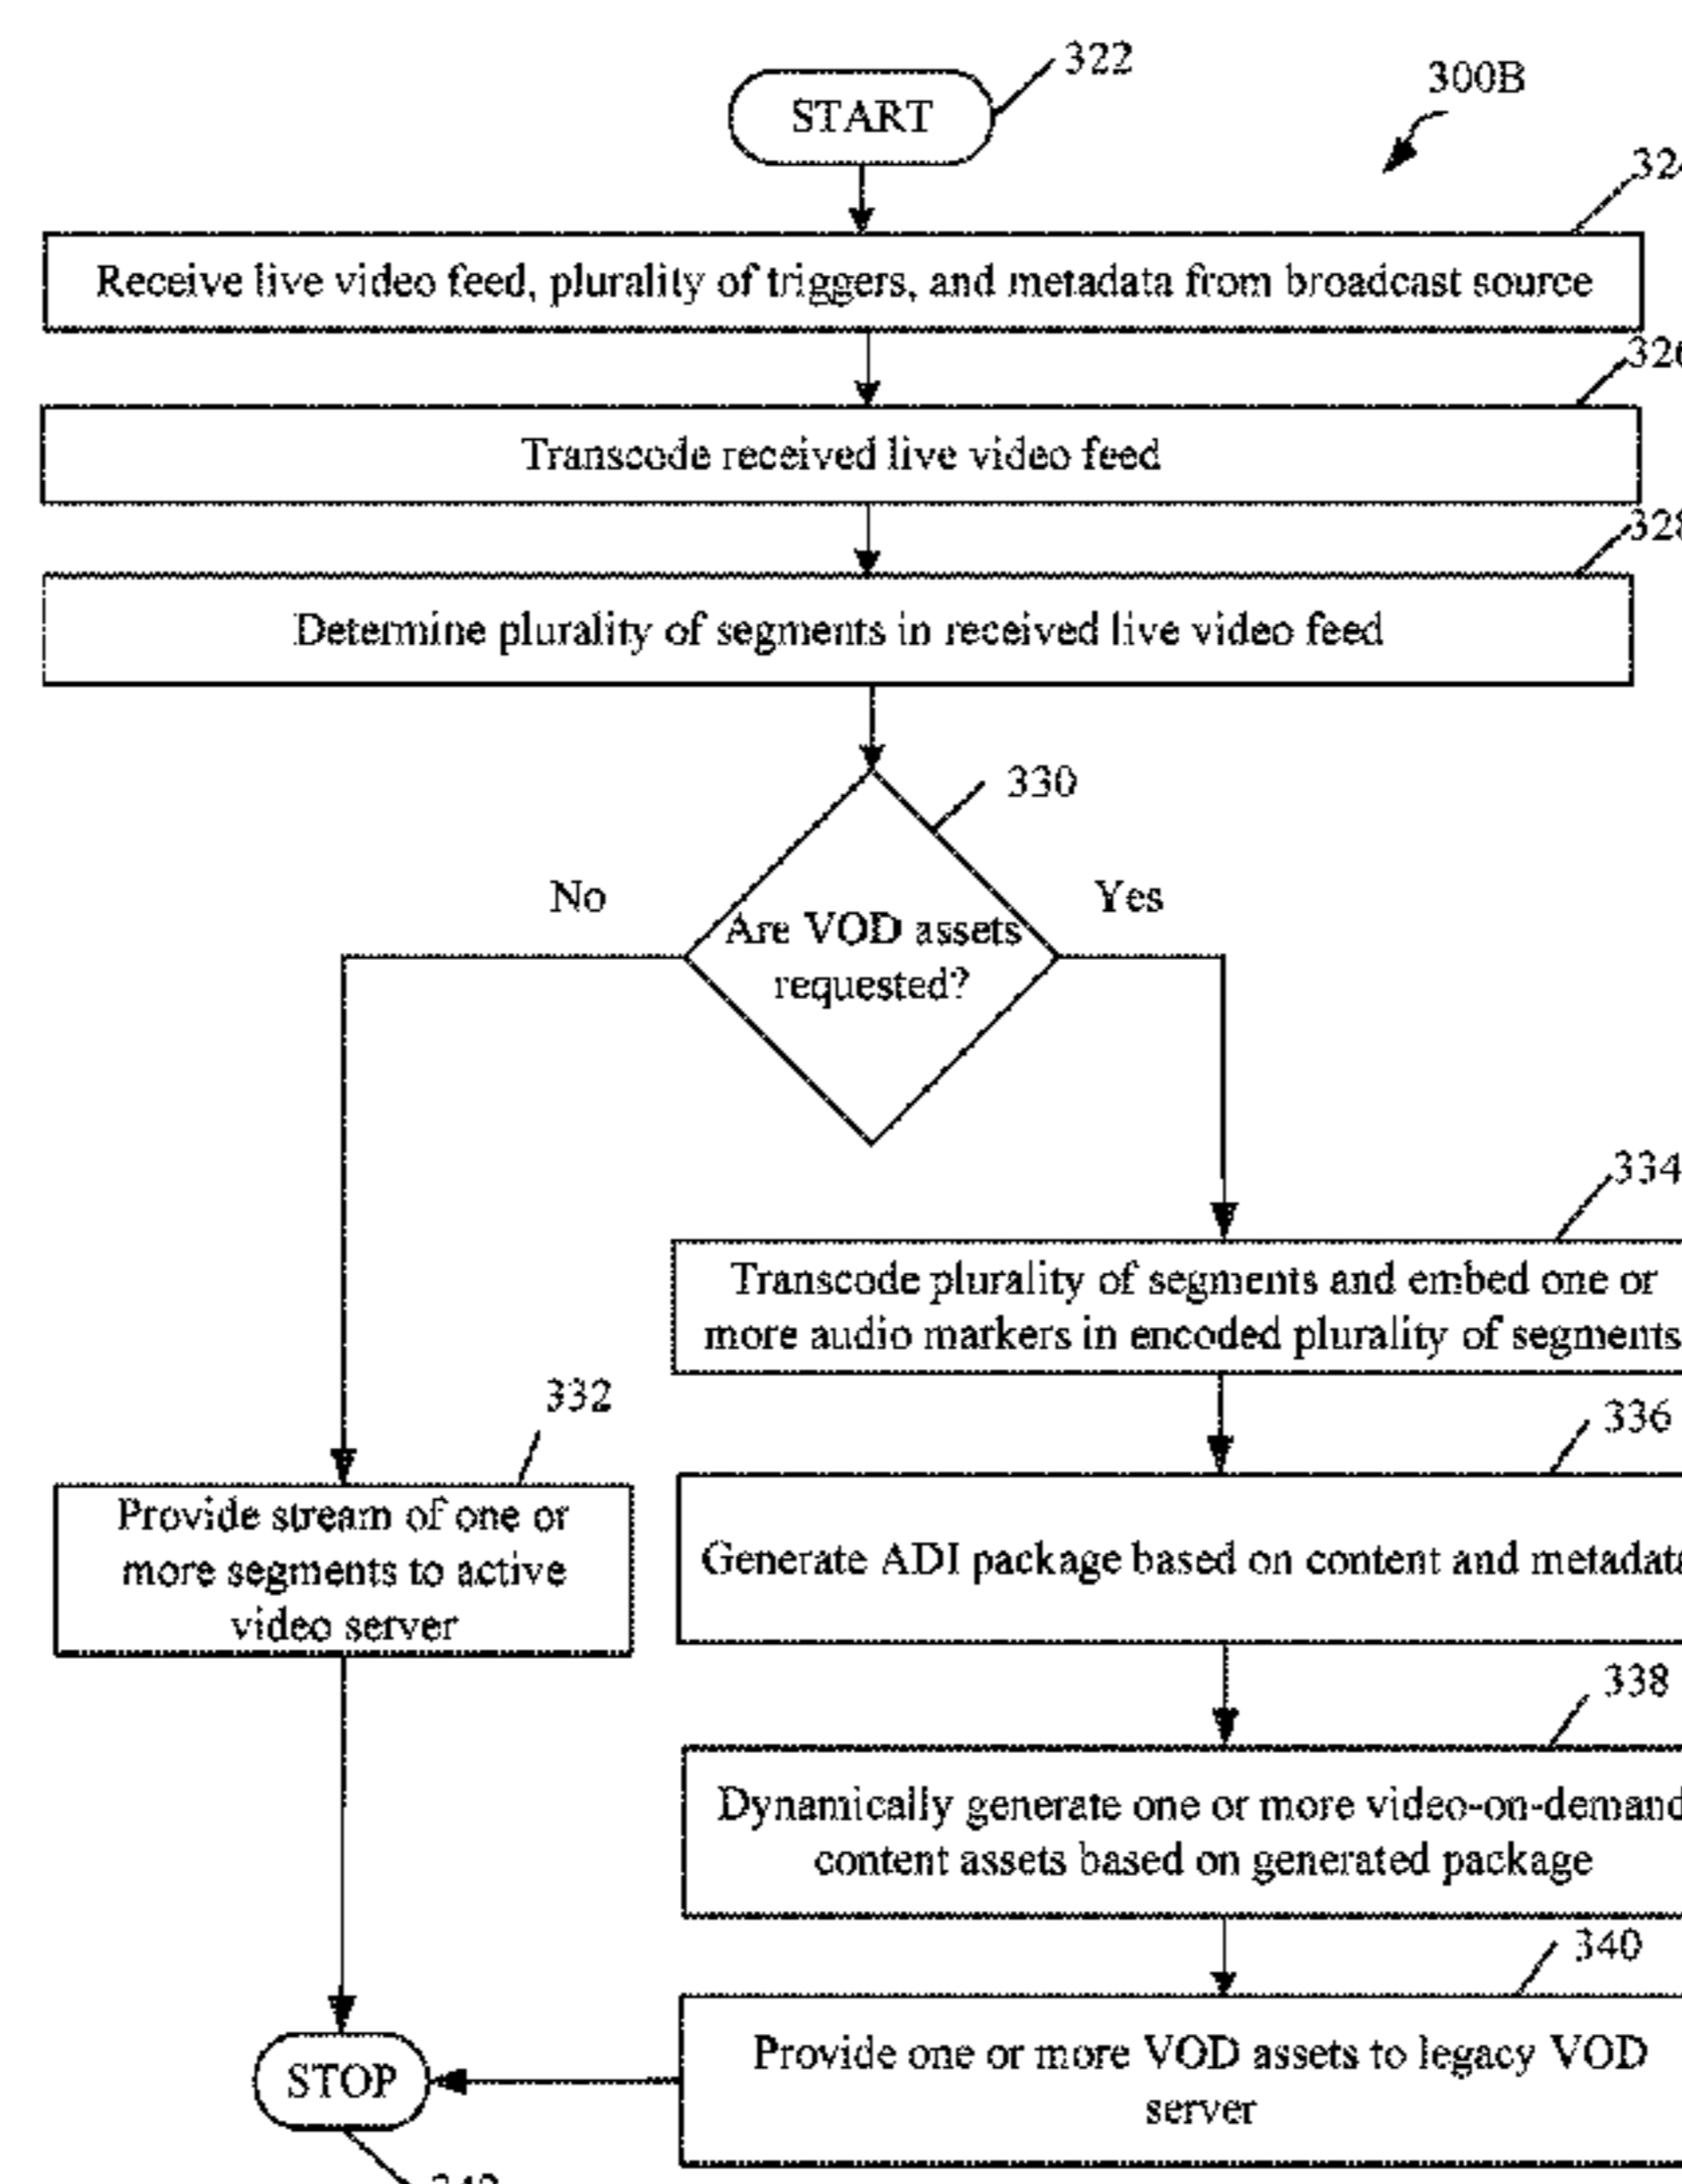 322
START
300B
Receive live video feed, plurality of triggers, and metadata from broadcast source
Transcode received live video feed
Determine plurality of segments in received live video feed
330
No
Yes
Are VOD assets
requested?
334
Transcode plurality of segments and embed one or
more audio markers in encoded plurality of segments
332
336
Provide stream of one or
more segments to active
video server
Generate ADI package based on content and metadata
338
Dynamically generate one or more video-on-demand
content assets based on generated package
340
Provide one or more VOD assets to legacy VOD
server
STOP